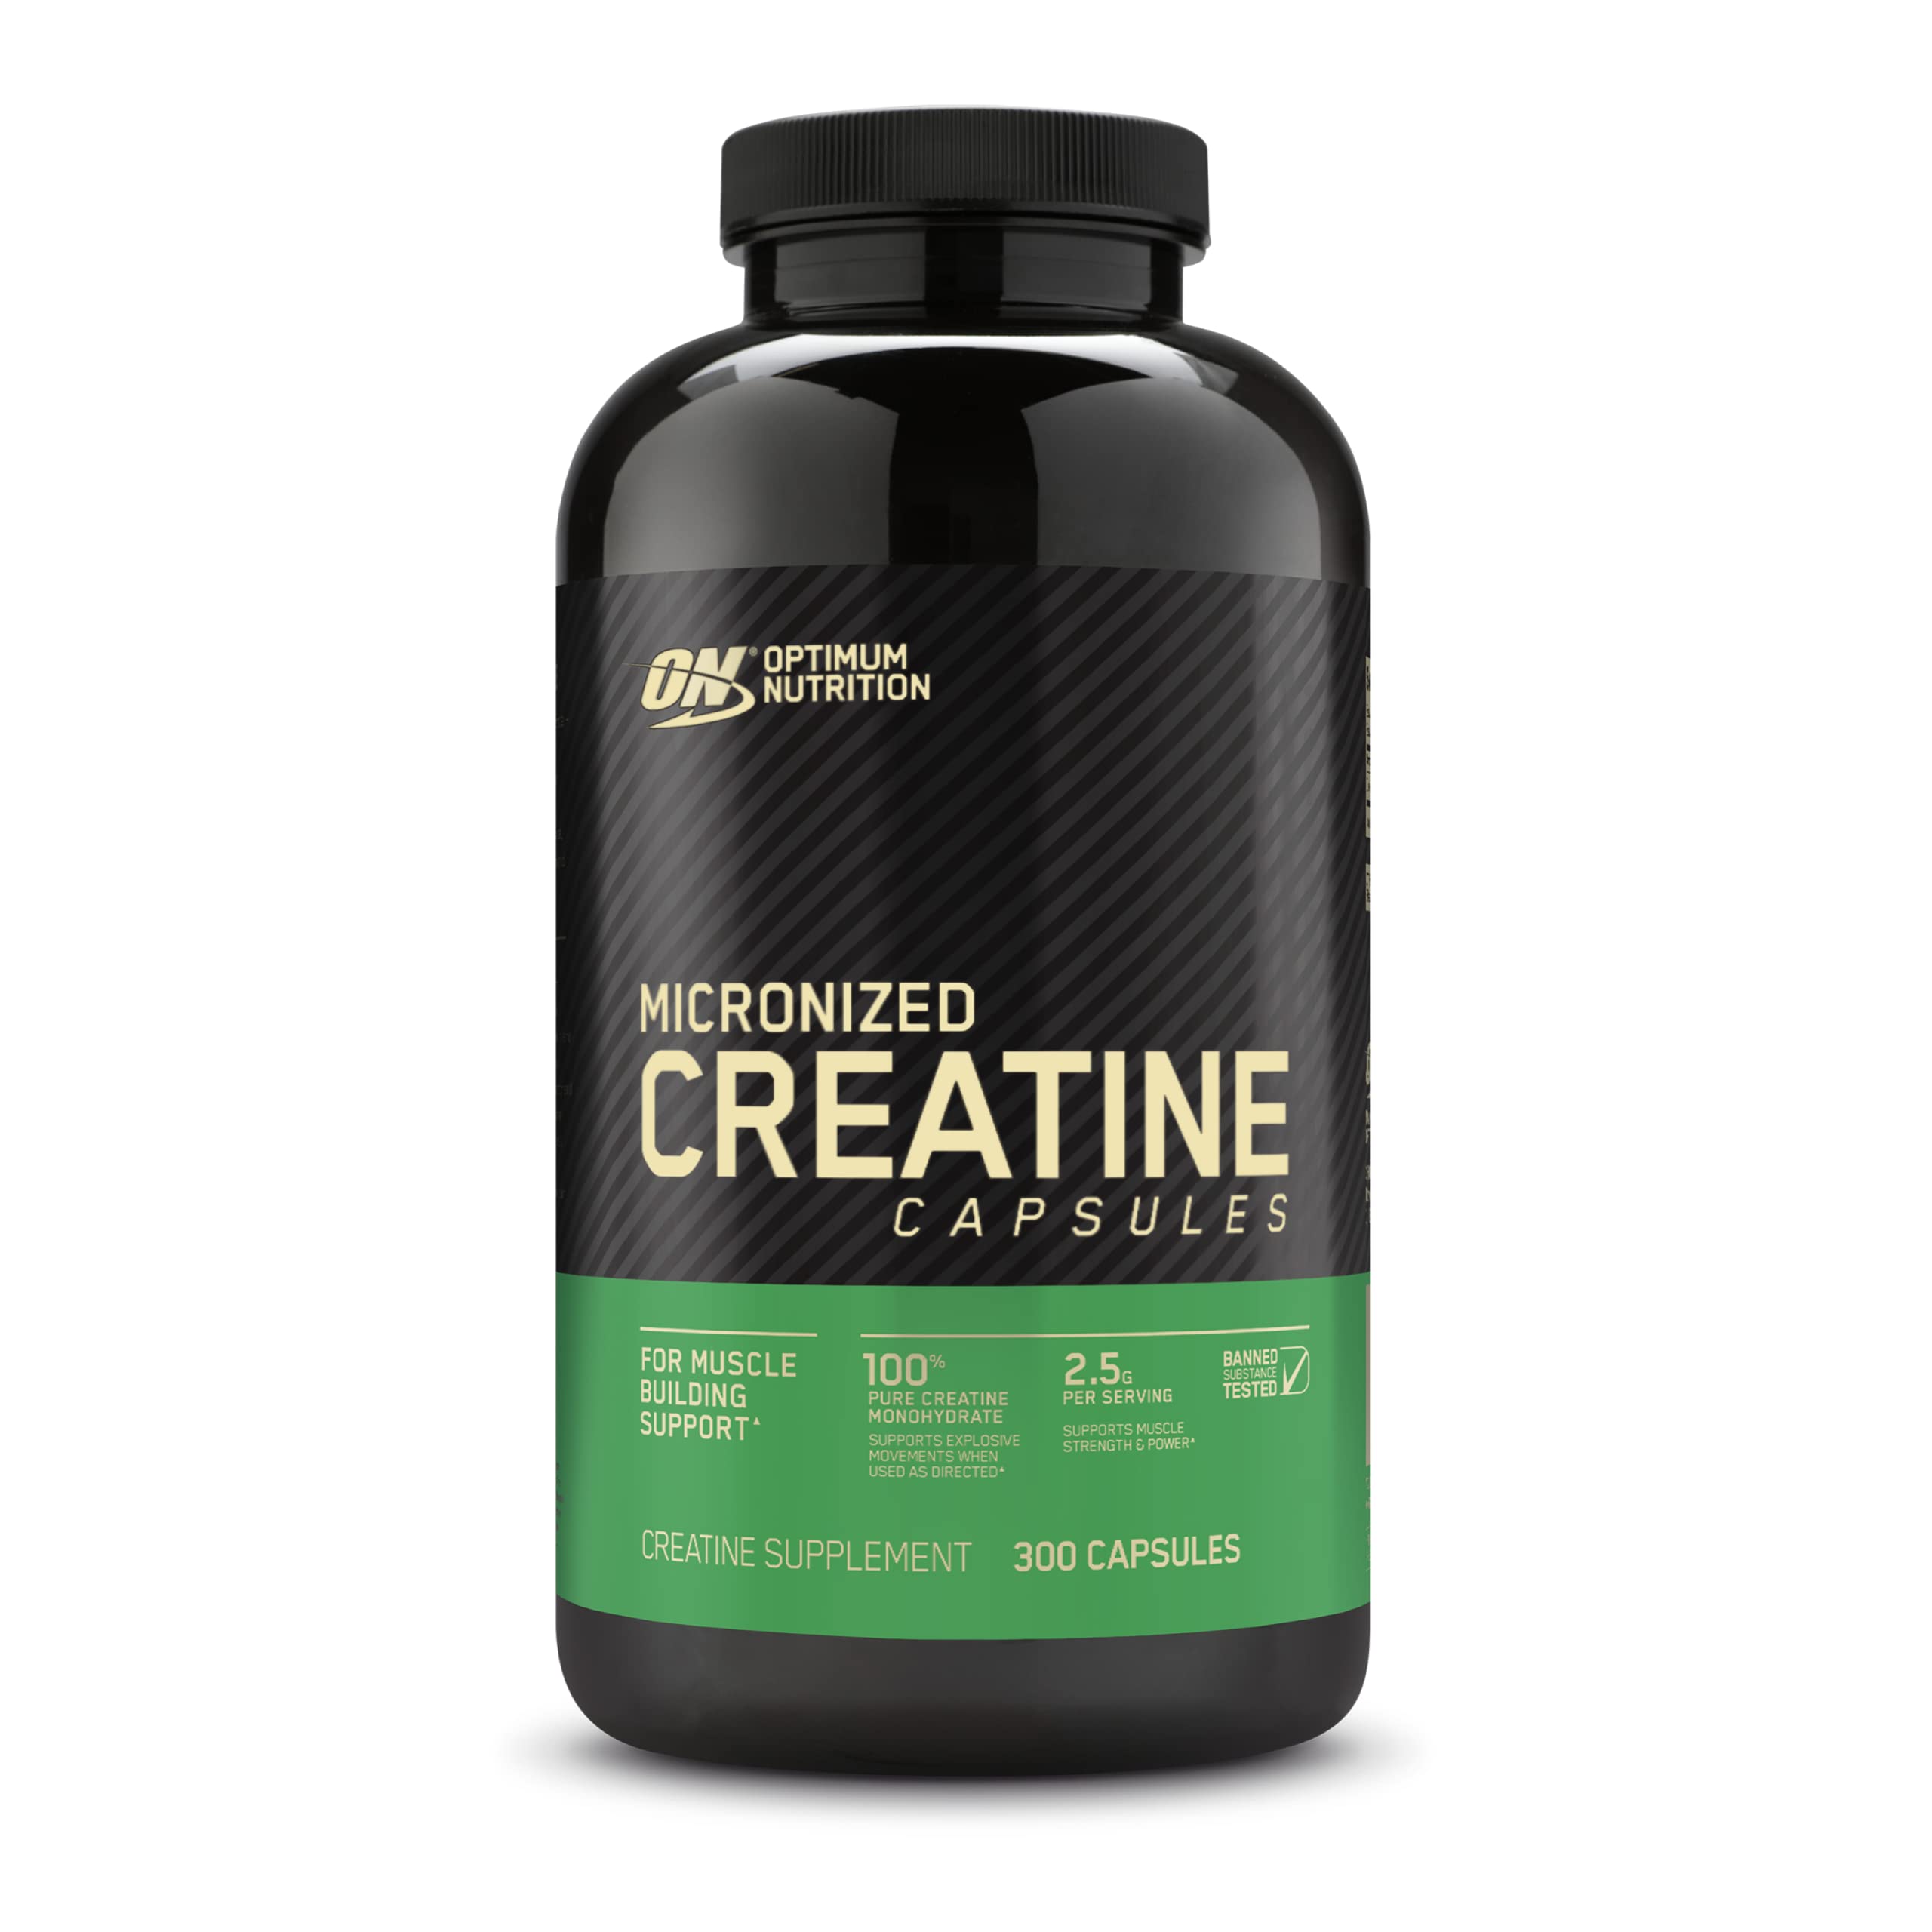 ON® OPTIMUM
NUTRITION
MICRONIZED
CREATINE
CAPSULES
FOR MUSCLE
BUILDING
SUPPORT▲
100%
PURE CREATINE
MONOHYDRATE
SUPPORTS EXPLOSIVE
MOVEMENTS WHEN
USED AS DIRECTED▲
2.5G
PER SERVING
SUPPORTS MUSCLE
STRENGTH & POWER▲
BANNED
SUBSTANCE
TESTED
CREATINE SUPPLEMENT 300 CAPSULES